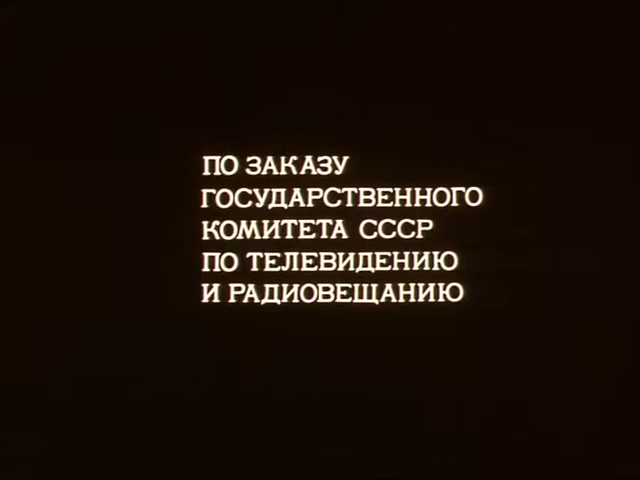 ПО ЗАКАЗУ
ГОСУДАРСТВЕННОГО
КОМИТЕТА СССР
ПО ТЕЛЕВИДЕНИЮ
И РАДИОВЕЩАНИЮ